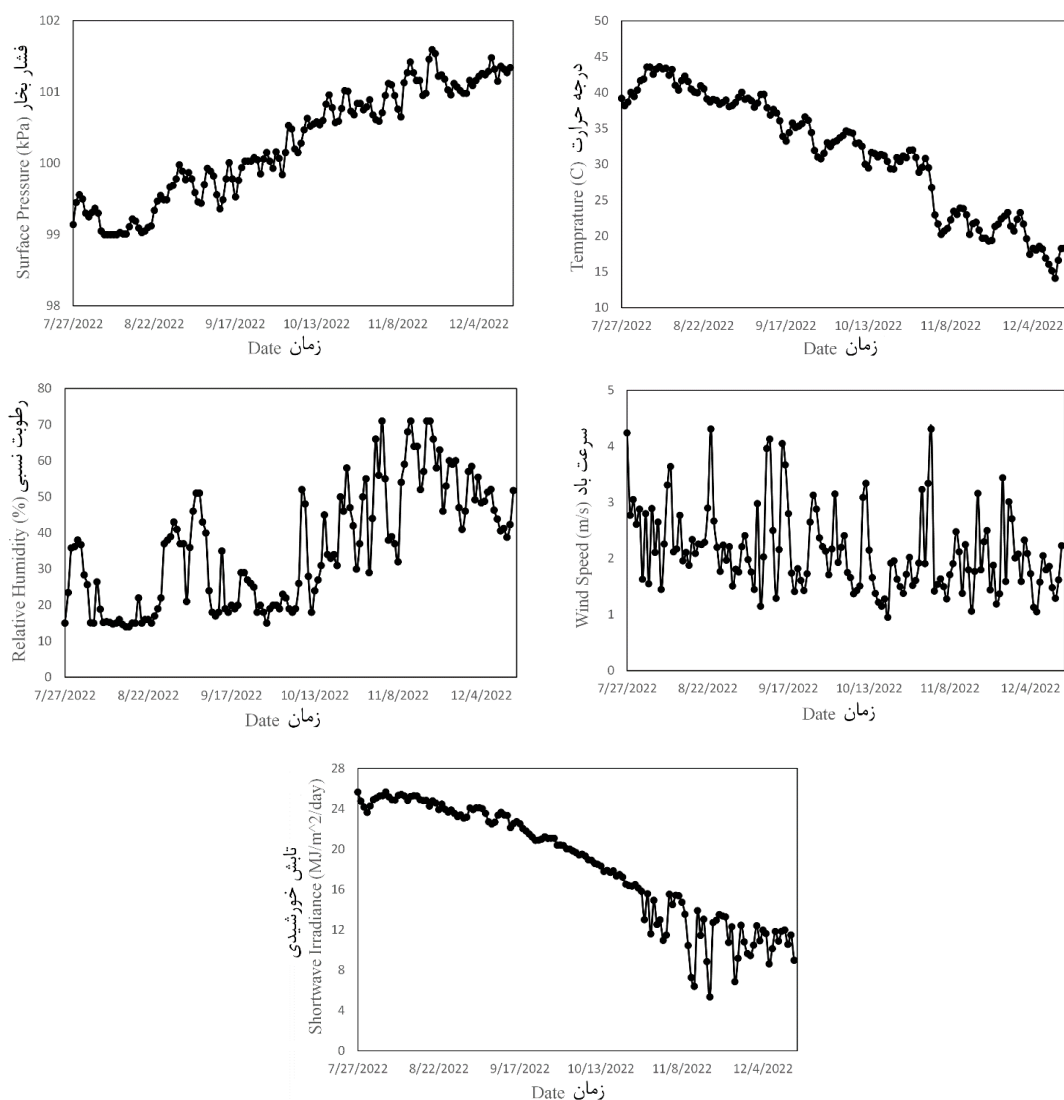 102
101
100
99
98
Surface Pressure (kPa) فشار بخار
7/27/2022 8/22/2022 9/17/2022 10/13/2022 11/8/2022 12/4/2022
Date زمان
50
45
40
35
30
25
20
15
10
Temprature (C) درجه حرارت
7/27/2022 8/22/2022 9/17/2022 10/13/2022 11/8/2022 12/4/2022
Date زمان
80
70
60
50
40
30
20
10
0
Relative Humidity (%) رطوبت نسبی
7/27/2022 8/22/2022 9/17/2022 10/13/2022 11/8/2022 12/4/2022
Date زمان
5
4
3
2
1
0
Wind Speed (m/s) سرعت باد
7/27/2022 8/22/2022 9/17/2022 10/13/2022 11/8/2022 12/4/2022
Date زمان
28
24
20
16
12
8
4
0
تابش خورشیدی
Shortwave Irradiance (MJ/m^2/day)
7/27/2022 8/22/2022 9/17/2022 10/13/2022 11/8/2022 12/4/2022
Date زمان